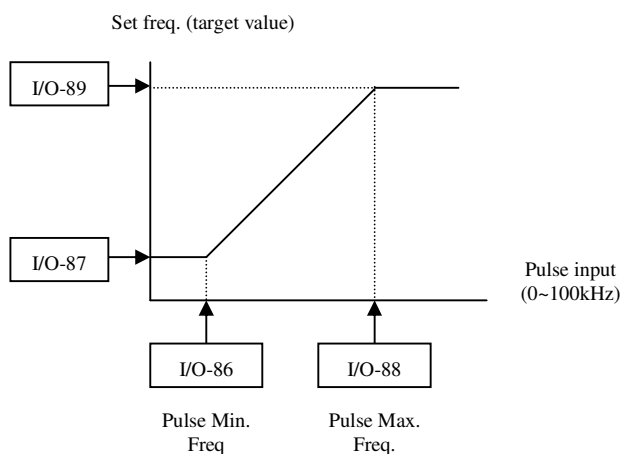 Set freq. (target value)
I/O-89
I/O-87
Pulse input
(0~100kHz)
I/O-86
I/O-88
Pulse Min.
Freq
Pulse Max.
Freq.